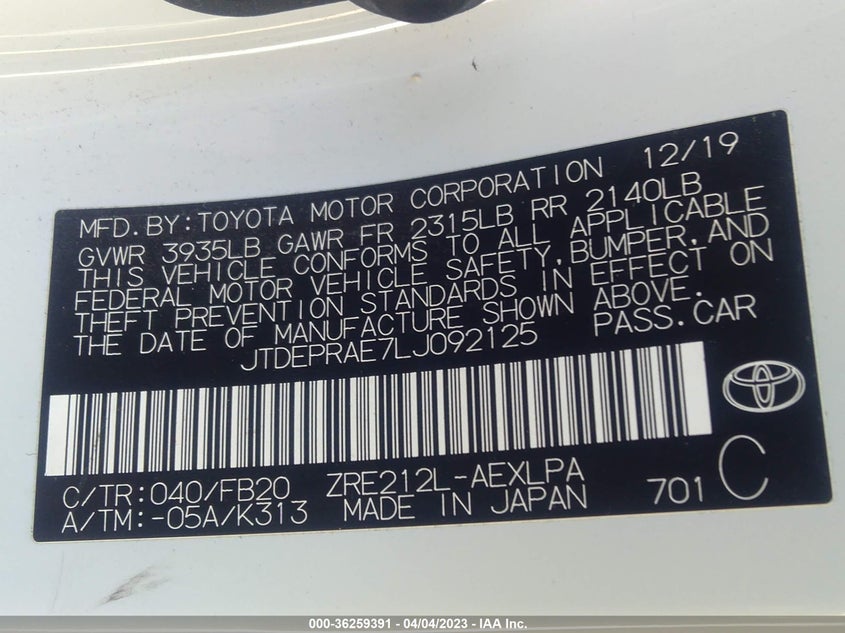 MFD.BY:TOYOTA MOTOR CORPORATION 12/19
GVWR 3935LB GAWR FR 2315LB RR 2140LB
THIS VEHICLE CONFORMS TO ALL APPLICABLE
FEDERAL MOTOR VEHICLE SAFETY,BUMPER,AND
THEFT PREVENTION STANDARDS IN EFFECT ON
THE DATE OF MANUFACTURE SHOWN ABOVE.
JTDEPRAE7LJ092125 PASS.CAR
C/TR:040/FB20 ZRE212L-AEXLPA
A/TM:-05A/K313 MADE IN JAPAN 701 C
000-36259391 - 04/04/2023 - IAA Inc.